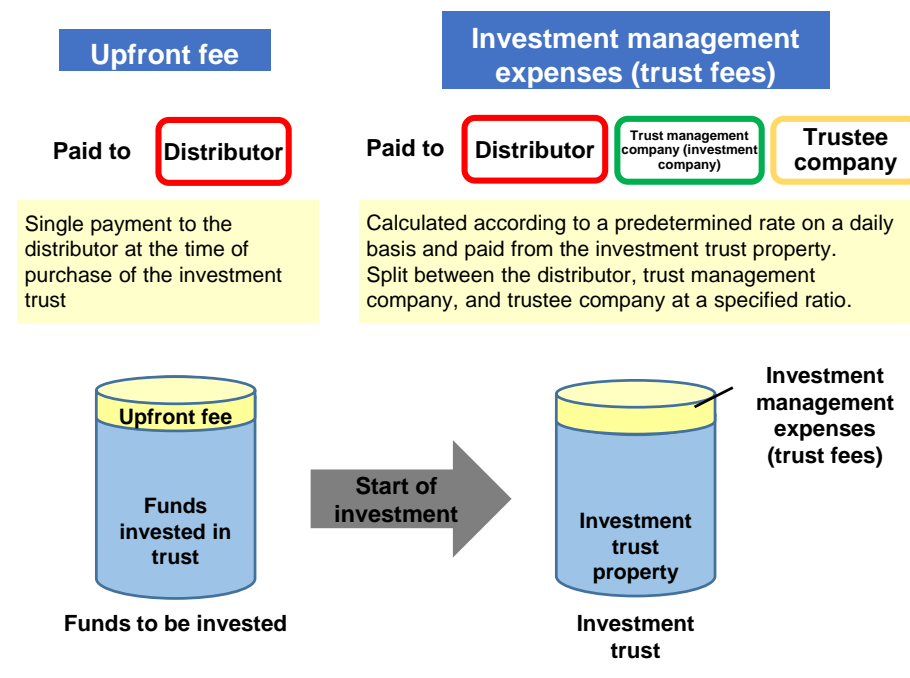 Upfront fee
Investment management
expenses (trust fees)
Paid to
Distributor
Paid to
Distributor
Trust management
company (investment
company)
Trustee
company
Single payment to the
distributor at the time of
purchase of the investment
trust
Calculated according to a predetermined rate on a daily
basis and paid from the investment trust property.
Split between the distributor, trust management
company, and trustee company at a specified ratio.
Upfront fee
Funds
invested in
trust
Funds to be invested
Start of
investment
Investment
management
expenses
(trust fees)
Investment
trust
property
Investment
trust